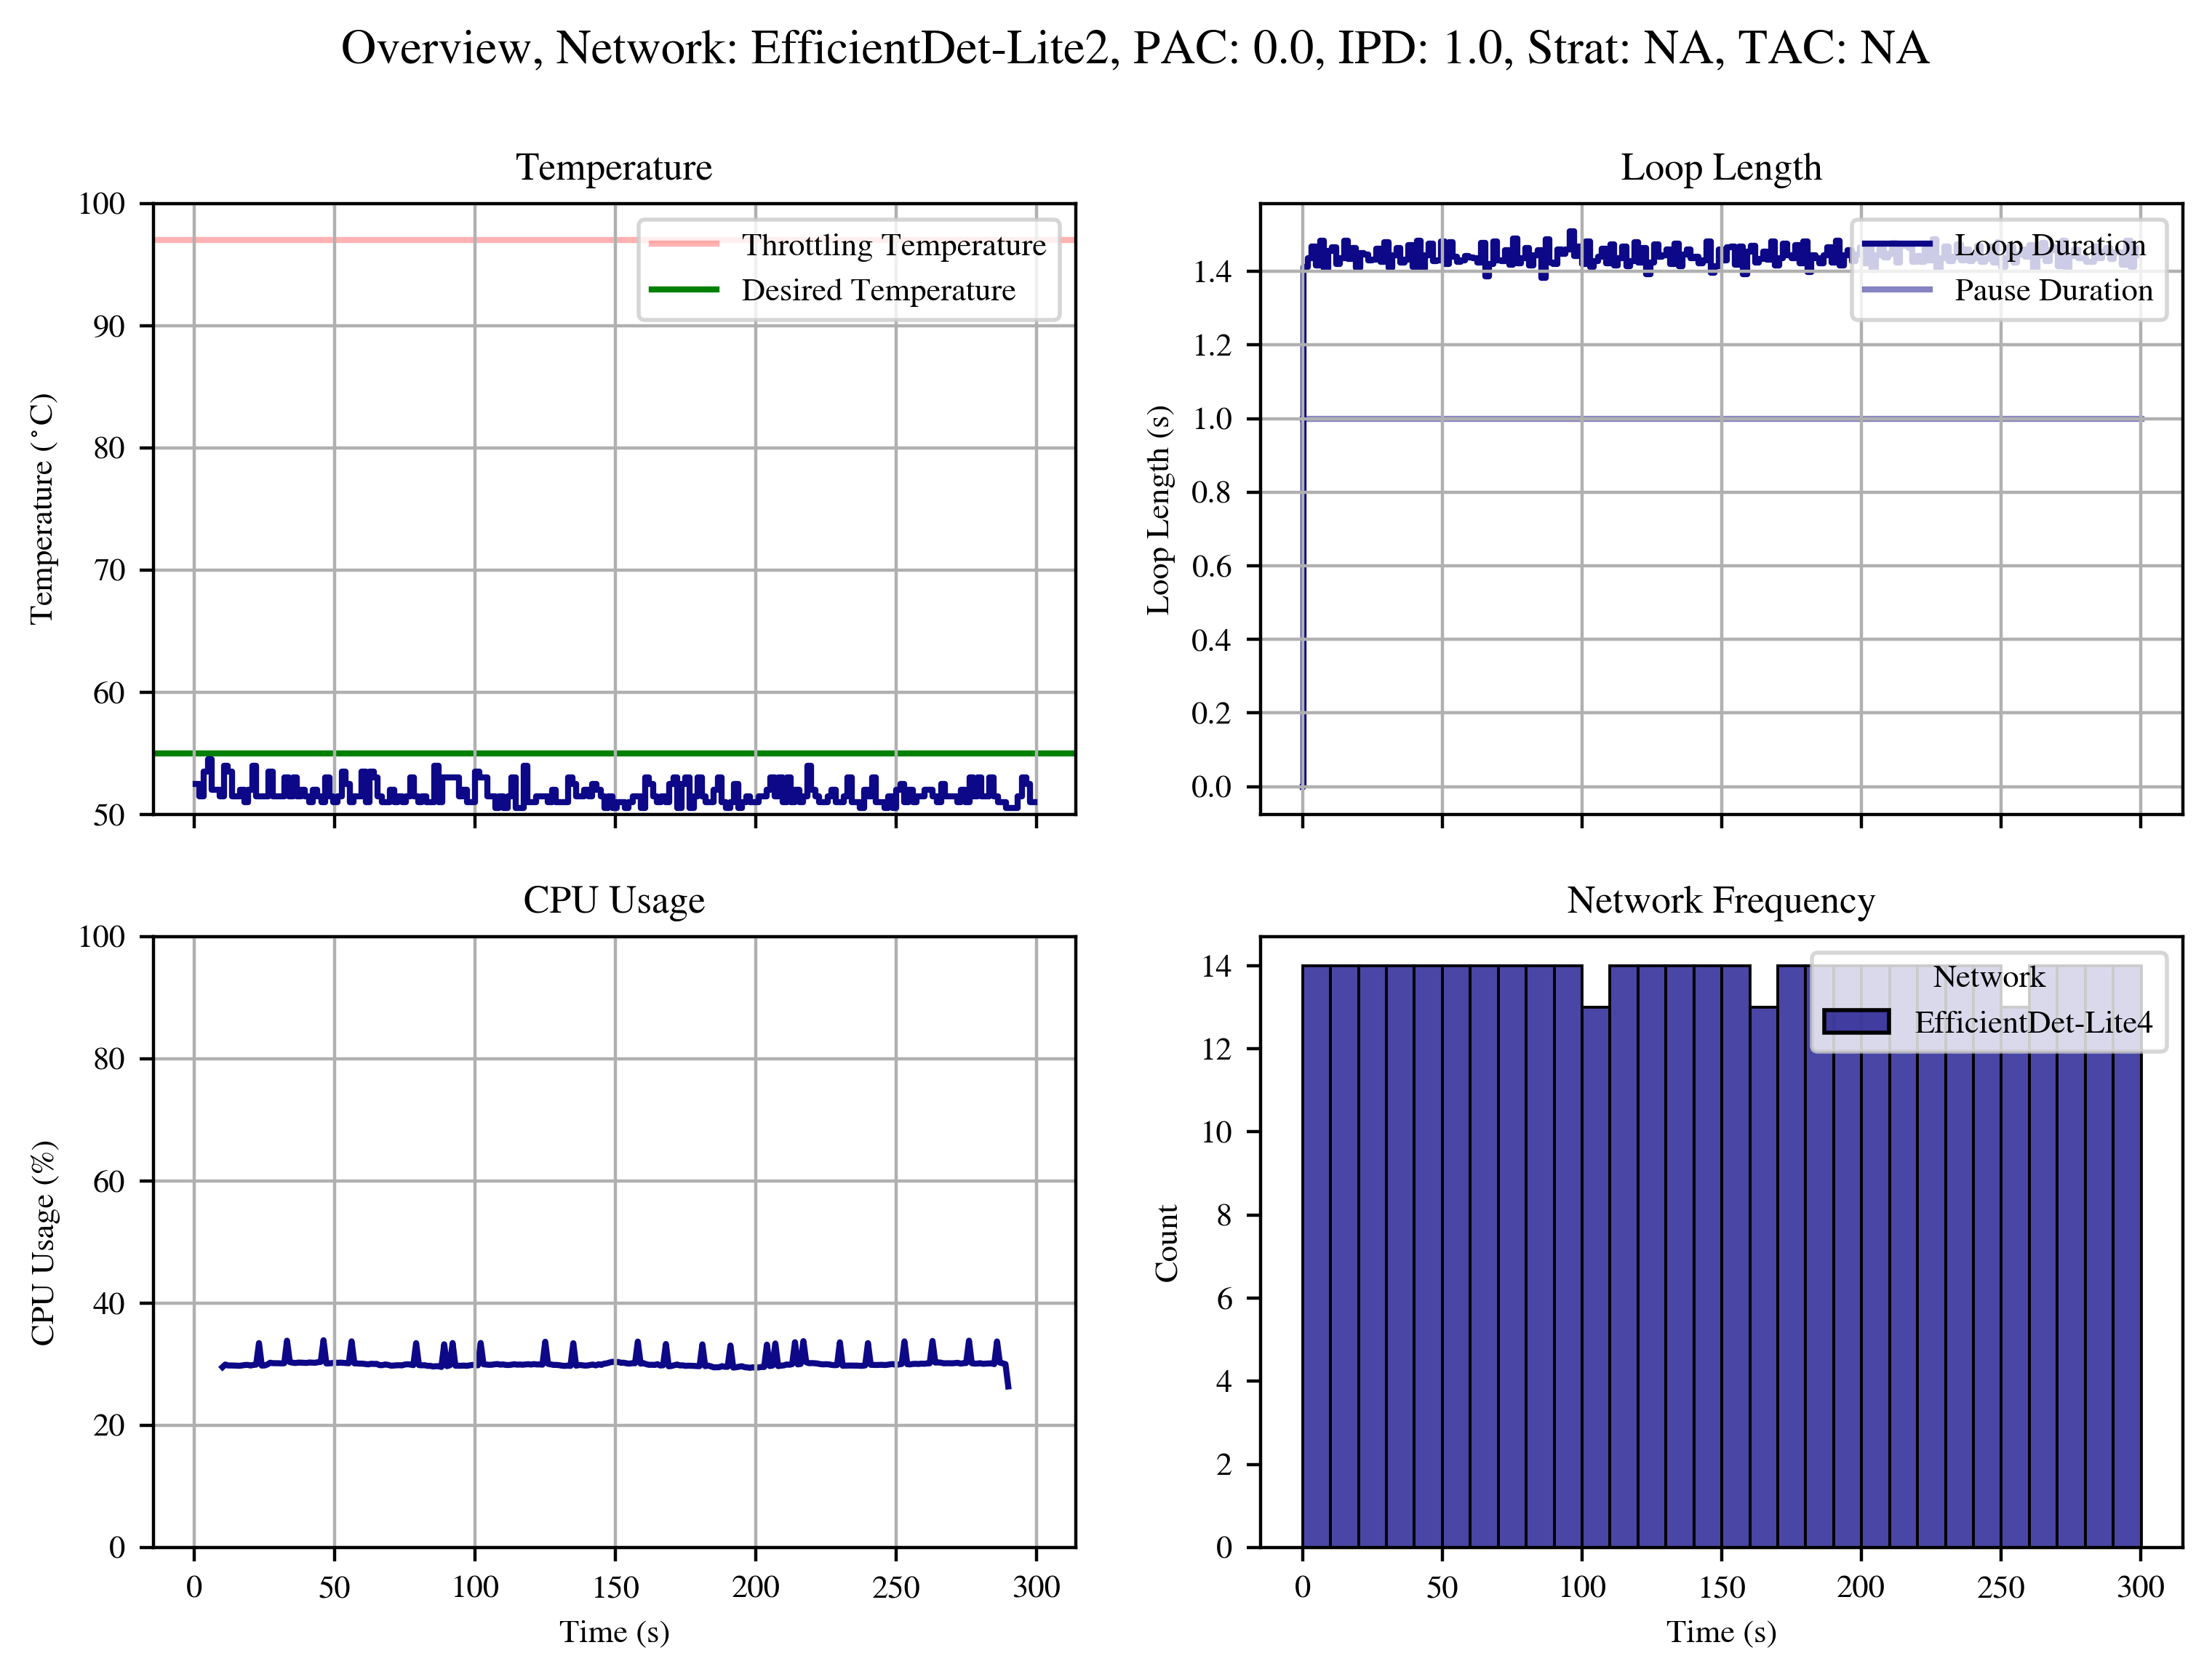 Overview, Network: EfficientDet-Lite2, PAC: 0.0, IPD: 1.0, Strat: NA, TAC: NA
Temperature
100
90
80
70
60
50
Temperature (°C)
Throttling Temperature
Desired Temperature
Loop Length
1.4
1.2
1.0
0.8
0.6
0.4
0.2
0.0
Loop Length (s)
Loop Duration
Pause Duration
CPU Usage
100
80
60
40
20
0
CPU Usage (%)
0 50 100 150 200 250 300
Time (s)
Network Frequency
14
12
10
8
6
4
2
0
Count
Network
EfficientDet-Lite4
0 50 100 150 200 250 300
Time (s)